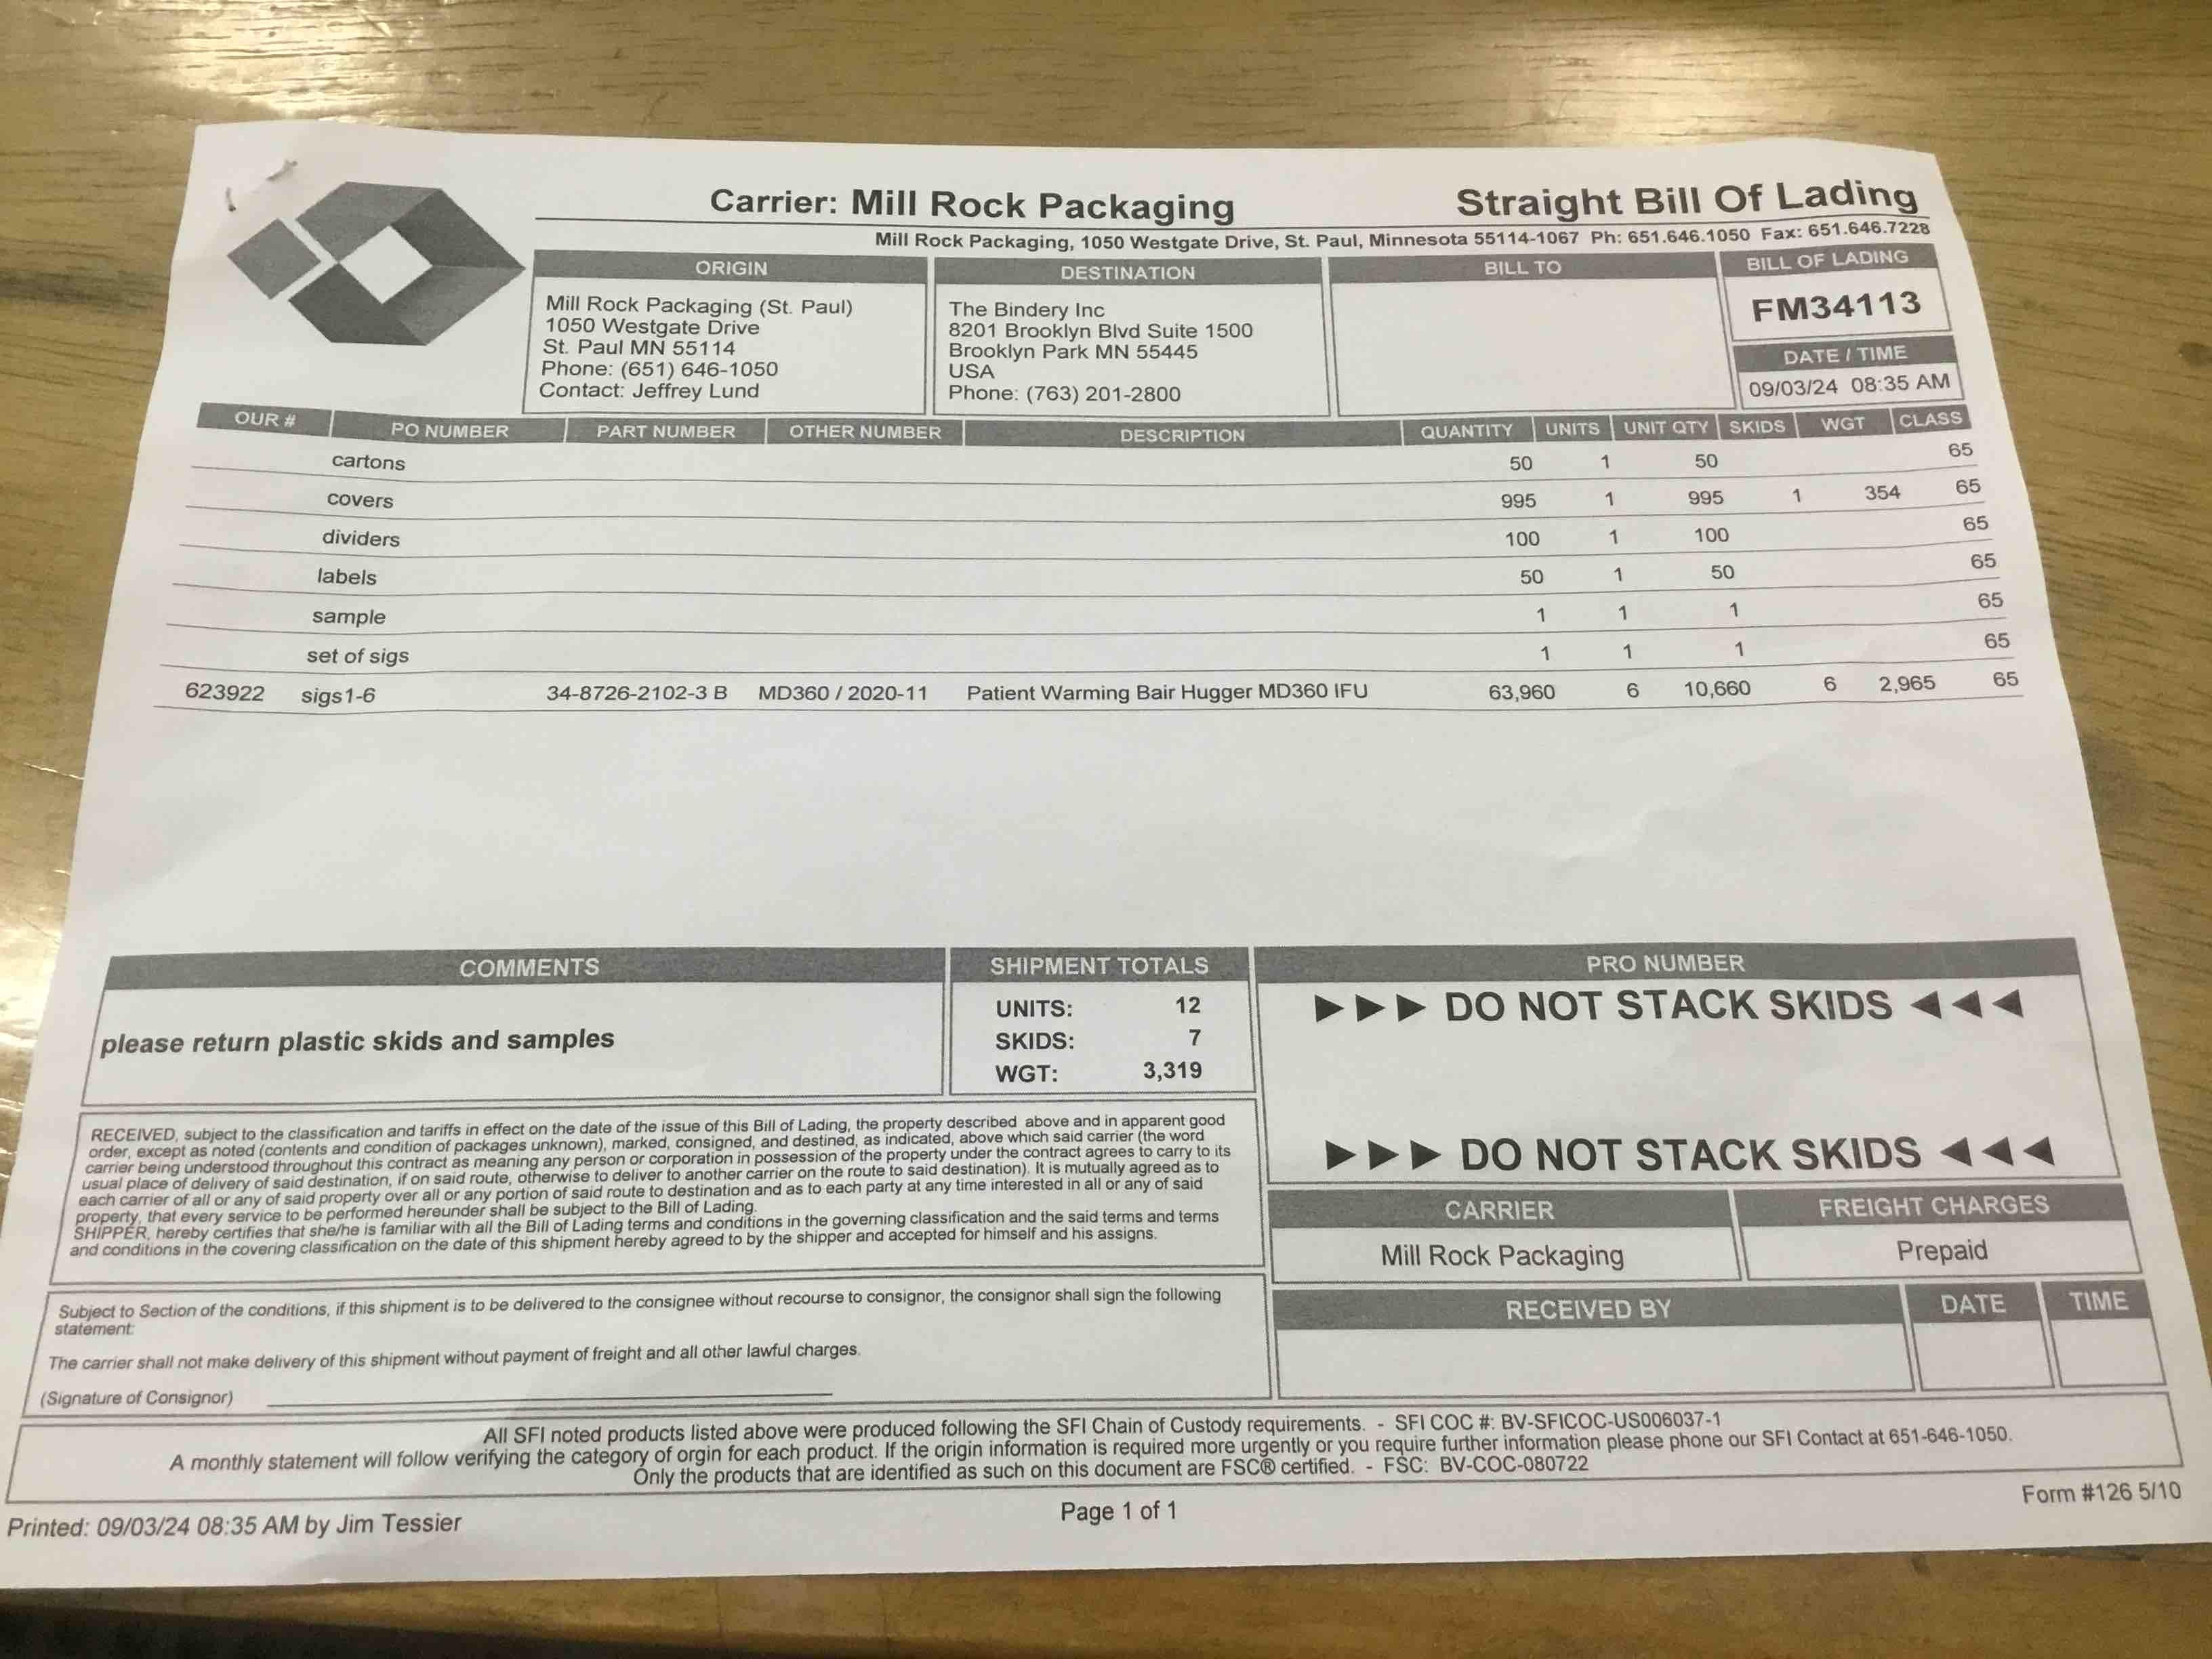 Carrier: Mill Rock Packaging
Straight Bill Of Lading
Mill Rock Packaging, 1050 Westgate Drive, St. Paul, Minnesota 55114-1067 Ph: 651.646.1050 Fax: 651.646.7228
ORIGIN
Mill Rock Packaging (St. Paul)
1050 Westgate Drive
St. Paul MN 55114
Phone: (651) 646-1050
Contact: Jeffrey Lund
DESTINATION
The Bindery Inc
8201 Brooklyn Blvd Suite 1500
Brooklyn Park MN 55445
USA
Phone: (763) 201-2800
BILL TO
BILL OF LADING
FM34113
DATE / TIME
09/03/24 08:35 AM
OUR # PO NUMBER PART NUMBER OTHER NUMBER DESCRIPTION QUANTITY UNITS UNIT QTY SKIDS WGT CLASS
cartons 50 1 50 65
covers 995 1 995 1 354 65
dividers 100 1 100 65
labels 50 1 50 65
sample 1 1 1 65
set of sigs 1 1 1 65
623922 sigs1-6 34-8726-2102-3 B MD360 / 2020-11 Patient Warming Bair Hugger MD360 IFU 63,960 6 10,660 6 2,965 65
COMMENTS
please return plastic skids and samples
SHIPMENT TOTALS
UNITS: 12
SKIDS: 7
WGT: 3,319
PRO NUMBER
►►► DO NOT STACK SKIDS ◄◄◄
►►► DO NOT STACK SKIDS ◄◄◄
RECEIVED, subject to the classification and tariffs in effect on the date of the issue of this Bill of Lading, the property described above and in apparent good
order, except as noted (contents and condition of packages unknown), marked, consigned, and destined, as indicated, above which said carrier (the word
carrier being understood throughout this contract as meaning any person or corporation in possession of the property under the contract agrees to carry to its
usual place of delivery of said destination, if on said route, otherwise to deliver to another carrier on the route to said destination). It is mutually agreed as to
each carrier of all or any of said property over all or any portion of said route to destination and as to each party at any time interested in all or any of said
property, that every service to be performed hereunder shall be subject to the Bill of Lading.
SHIPPER, hereby certifies that she/he is familiar with all the Bill of Lading terms and conditions in the governing classification and the said terms and terms
and conditions in the covering classification on the date of this shipment hereby agreed to by the shipper and accepted for himself and his assigns.
CARRIER
Mill Rock Packaging
FREIGHT CHARGES
Prepaid
Subject to Section of the conditions, if this shipment is to be delivered to the consignee without recourse to consignor, the consignor shall sign the following
statement:
The carrier shall not make delivery of this shipment without payment of freight and all other lawful charges.
(Signature of Consignor)
RECEIVED BY
DATE
TIME
All SFI noted products listed above were produced following the SFI Chain of Custody requirements. - SFI COC #: BV-SFICOC-US006037-1
A monthly statement will follow verifying the category of orgin for each product. If the origin information is required more urgently or you require further information please phone our SFI Contact at 651-646-1050.
Only the products that are identified as such on this document are FSC® certified. - FSC: BV-COC-080722
Printed: 09/03/24 08:35 AM by Jim Tessier
Page 1 of 1
Form #126 5/10